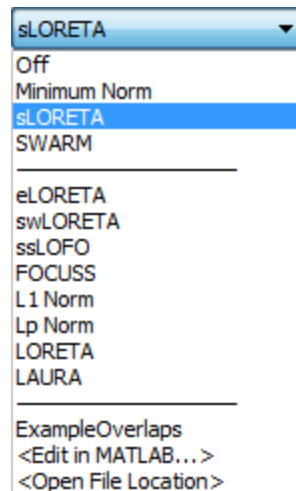 sLORETA
Off
Minimum Norm
sLORETA
SWARM
eLORETA
swLORETA
ssLOFO
FOCUSS
L1 Norm
Lp Norm
LORETA
LAURA
ExampleOverlaps
<Edit in MATLAB...>
<Open File Location>